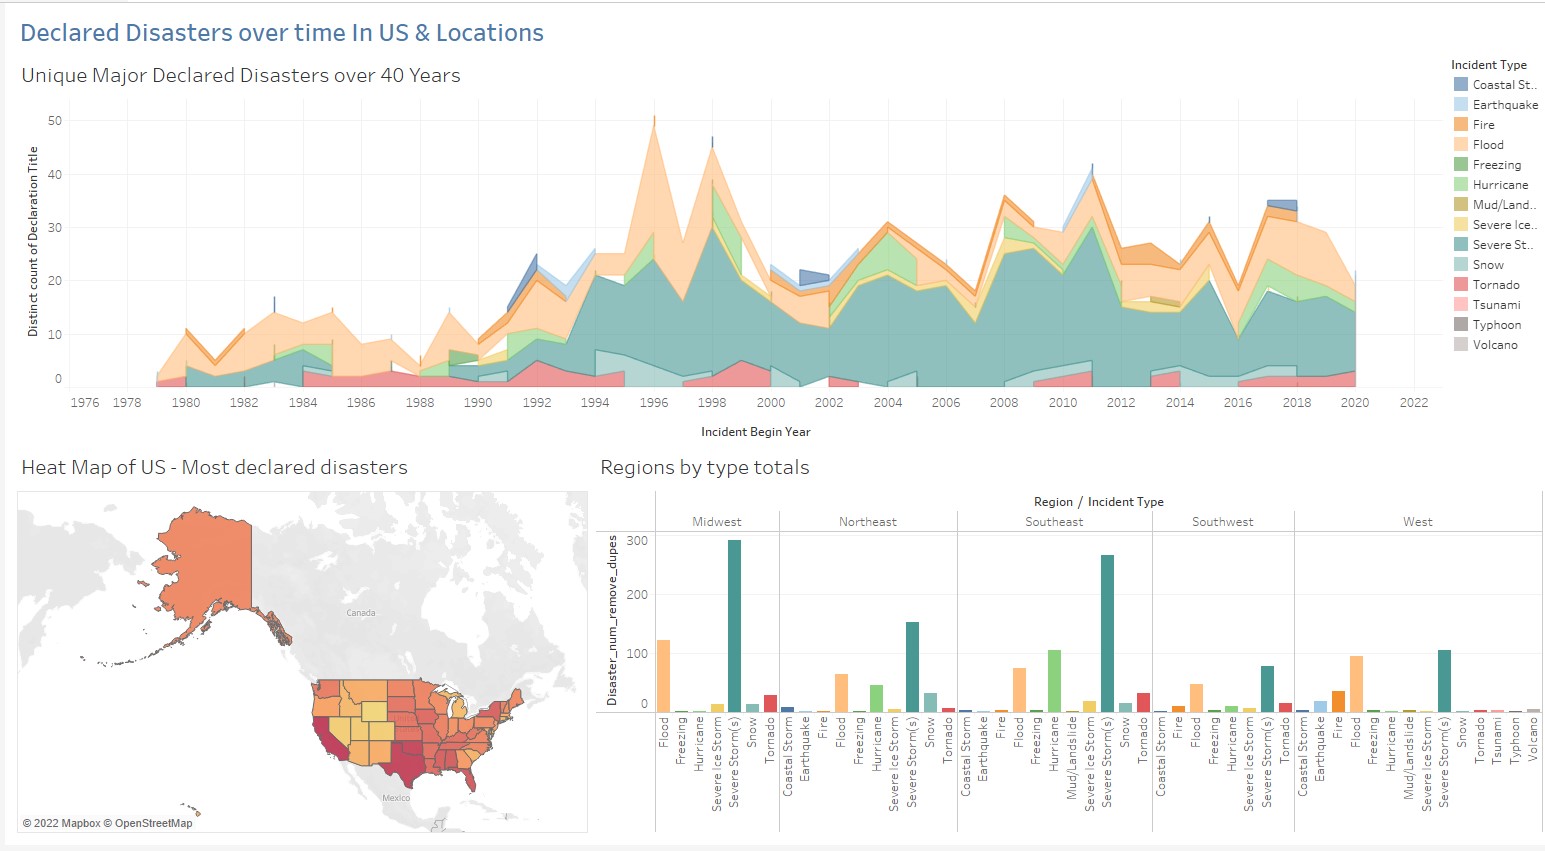 Declared Disasters over time In US & Locations
Unique Major Declared Disasters over 40 Years
Distinct count of Declaration Title
50
40
30
20
10
0
1976 1978 1980 1982 1984 1986 1988 1990 1992 1994 1996 1998 2000 2002 2004 2006 2008 2010 2012 2014 2016 2018 2020 2022
Incident Begin Year
Incident Type
Coastal St..
Earthquake
Fire
Flood
Freezing
Hurricane
Mud/Land..
Severe Ice..
Severe St..
Snow
Tornado
Tsunami
Typhoon
Volcano
Heat Map of US - Most declared disasters
Canada
Mexico
© 2022 Mapbox © OpenStreetMap
Regions by type totals
Region / Incident Type
Midwest Northeast Southeast Southwest West
Disaster_num_remove_dupes
300
200
100
0
Flood
Freezing
Hurricane
Severe Ice Storm
Severe Storm(s)
Snow
Tornado
Coastal Storm
Earthquake
Fire
Flood
Freezing
Hurricane
Severe Ice Storm
Severe Storm(s)
Snow
Tornado
Coastal Storm
Earthquake
Fire
Flood
Freezing
Hurricane
Mud/Landslide
Severe Ice Storm
Severe Storm(s)
Snow
Tornado
Coastal Storm
Fire
Flood
Freezing
Hurricane
Severe Ice Storm
Severe Storm(s)
Tornado
Coastal Storm
Earthquake
Fire
Flood
Freezing
Hurricane
Mud/Landslide
Severe Ice Storm
Severe Storm(s)
Snow
Tornado
Tsunami
Typhoon
Volcano